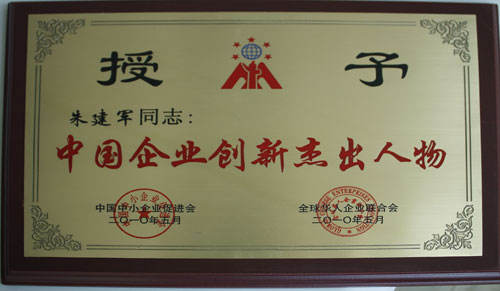 授 予
朱建军同志：
中国企业创新杰出人物
中国中小企业促进会 全球华人企业联合会
二〇一〇年五月 二〇一〇年五月